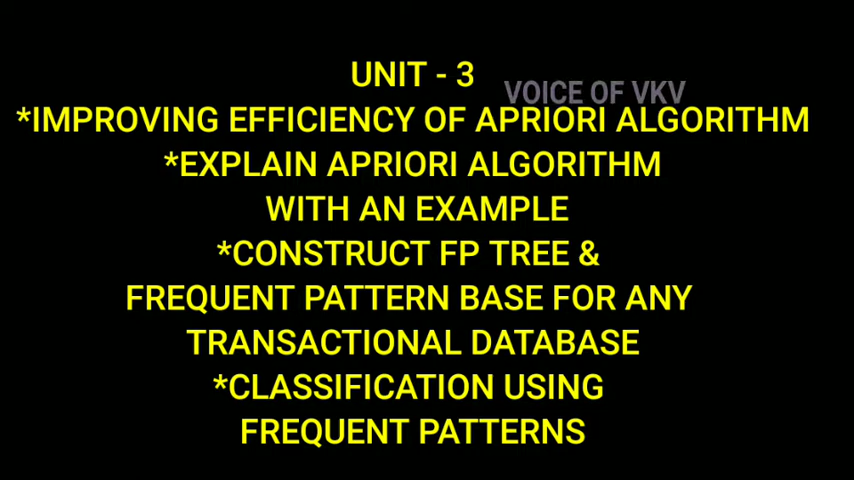 UNIT - 3
VOICE OF VKV
*IMPROVING EFFICIENCY OF APRIORI ALGORITHM
*EXPLAIN APRIORI ALGORITHM
WITH AN EXAMPLE
*CONSTRUCT FP TREE &
FREQUENT PATTERN BASE FOR ANY
TRANSACTIONAL DATABASE
*CLASSIFICATION USING
FREQUENT PATTERNS